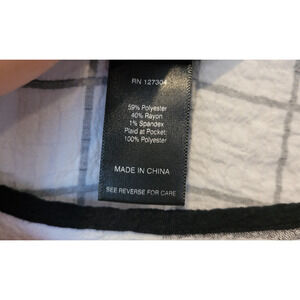 RN 127304
59% Polyester
40% Rayon
1% Spandex
Plaid at Pocket:
100% Polyester
MADE IN CHINA
SEE REVERSE FOR CARE